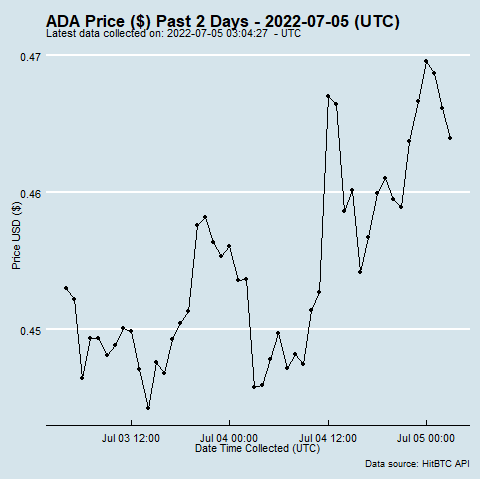 ADA Price ($) Past 2 Days - 2022-07-05 (UTC)
Latest data collected on: 2022-07-05 03:04:27 - UTC
0.47
0.46
0.45
Price USD ($)
Jul 03 12:00
Jul 04 00:00
Jul 04 12:00
Jul 05 00:00
Date Time Collected (UTC)
Data source: HitBTC API